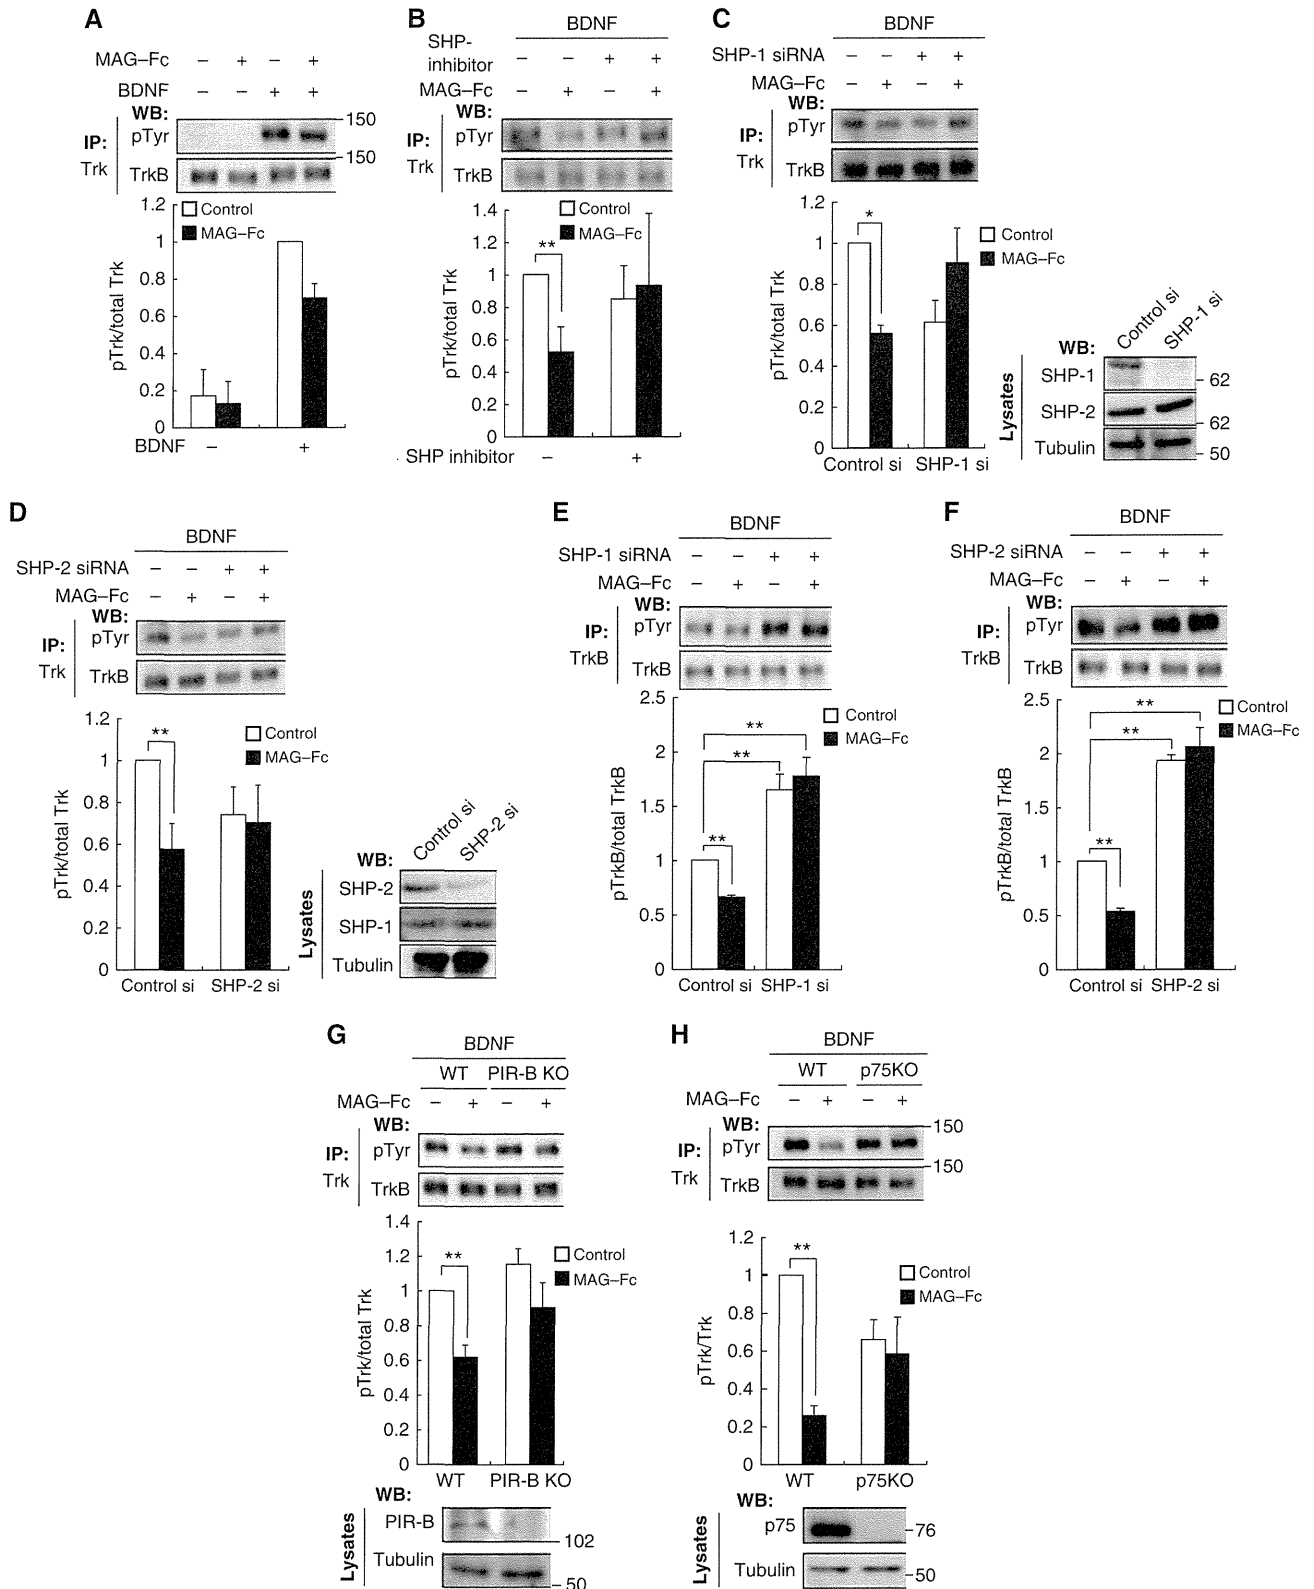 A
MAG–Fc – + – +
BDNF – – + +
WB:
IP:
Trk
pTyr
TrkB
150
150
1.2
1
0.8
0.6
0.4
0.2
0
pTrk/total Trk
Control
MAG–Fc
BDNF – +
B
BDNF
SHP-
inhibitor – – + +
MAG–Fc – + – +
WB:
IP:
Trk
pTyr
TrkB
1.4
1.2
1
0.8
0.6
0.4
0.2
0
pTrk/total Trk
Control
MAG–Fc
**
SHP inhibitor – +
C
BDNF
SHP-1 siRNA – – + +
MAG–Fc – + – +
WB:
IP:
Trk
pTyr
TrkB
1.2
1
0.8
0.6
0.4
0.2
0
pTrk/total Trk
*
Control
MAG–Fc
Control si SHP-1 si
Control si
SHP-1 si
WB:
Lysates
SHP-1
62
SHP-2
62
Tubulin
50
D
BDNF
SHP-2 siRNA – – + +
MAG–Fc – + – +
WB:
IP:
Trk
pTyr
TrkB
1.2
1
0.8
0.6
0.4
0.2
0
pTrk/total Trk
**
Control
MAG–Fc
Control si SHP-2 si
Control si
SHP-2 si
WB:
Lysates
SHP-2
SHP-1
Tubulin
E
BDNF
SHP-1 siRNA – – + +
MAG–Fc – + – +
WB:
IP:
TrkB
pTyr
TrkB
2.5
2
1.5
1
0.5
0
pTrkB/total TrkB
**
**
**
Control
MAG–Fc
Control si SHP-1 si
F
BDNF
SHP-2 siRNA – – + +
MAG–Fc – + – +
WB:
IP:
TrkB
pTyr
TrkB
2.5
2
1.5
1
0.5
0
pTrkB/total TrkB
**
**
**
Control
MAG–Fc
Control si SHP-2 si
G
BDNF
WT PIR-B KO
MAG–Fc – + – +
WB:
IP:
Trk
pTyr
TrkB
1.4
1.2
1
0.8
0.6
0.4
0.2
0
pTrk/total Trk
**
Control
MAG–Fc
WT PIR-B KO
WB:
Lysates
PIR-B
102
Tubulin
50
H
BDNF
WT p75KO
MAG–Fc – + – +
WB:
IP:
Trk
pTyr
TrkB
150
150
1.2
1
0.8
0.6
0.4
0.2
0
pTrk/Trk
**
Control
MAG–Fc
WT p75KO
WB:
Lysates
p75
76
Tubulin
50